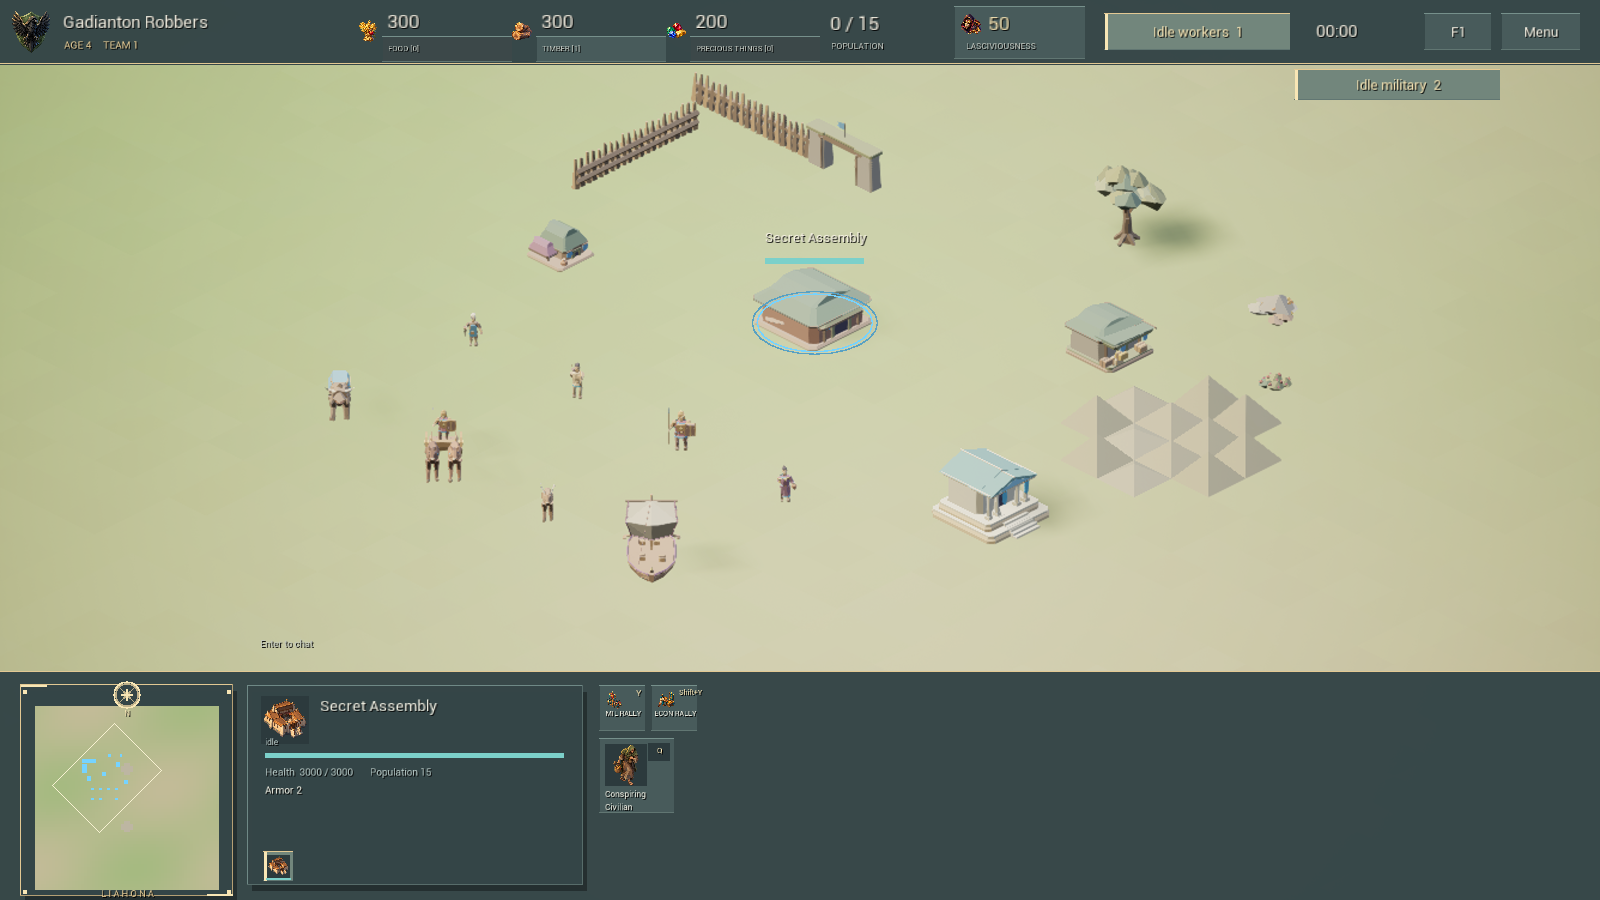 Gadianton Robbers
AGE 4 TEAM 1
300
FOOD [0]
300
TIMBER [1]
200
PRECIOUS THINGS [0]
0 / 15
POPULATION
50
LASCIVIOUSNESS
Idle workers 1
00:00
F1
Menu
Idle military 2
Secret Assembly
Enter to chat
N
LIAHONA
Secret Assembly
idle
Health 3000 / 3000 Population 15
Armor 2
Y
MIL RALLY
Shift+Y
ECON RALLY
Q
Conspiring
Civilian